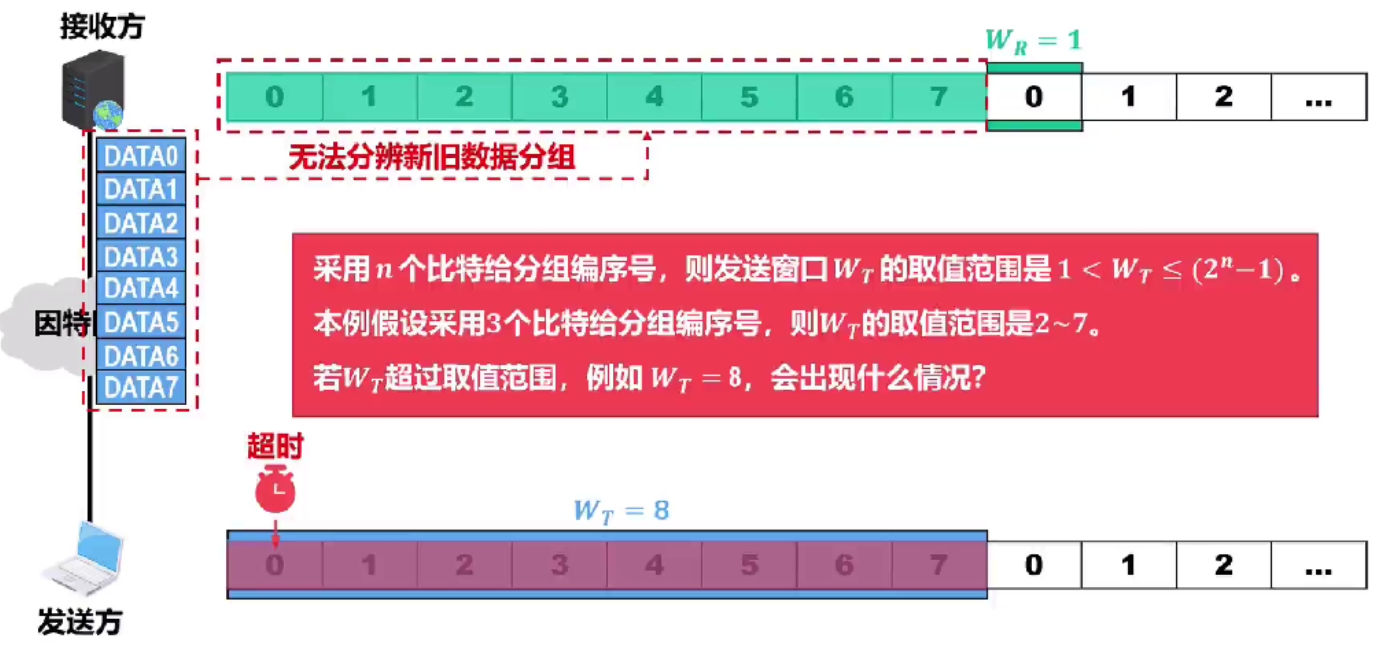 接收方
W_R = 1
0 1 2 3 4 5 6 7 0 1 2 ...
无法分辨新旧数据分组
DATA0
DATA1
DATA2
DATA3
DATA4
DATA5
DATA6
DATA7
因特
采用 n 个比特给分组编序号，则发送窗口 W_T 的取值范围是 1 < W_T ≤ (2^n−1) 。
本例假设采用3个比特给分组编序号，则W_T的取值范围是2~7。
若W_T超过取值范围，例如 W_T = 8，会出现什么情况？
超时
W_T = 8
0 1 2 3 4 5 6 7 0 1 2 ...
发送方